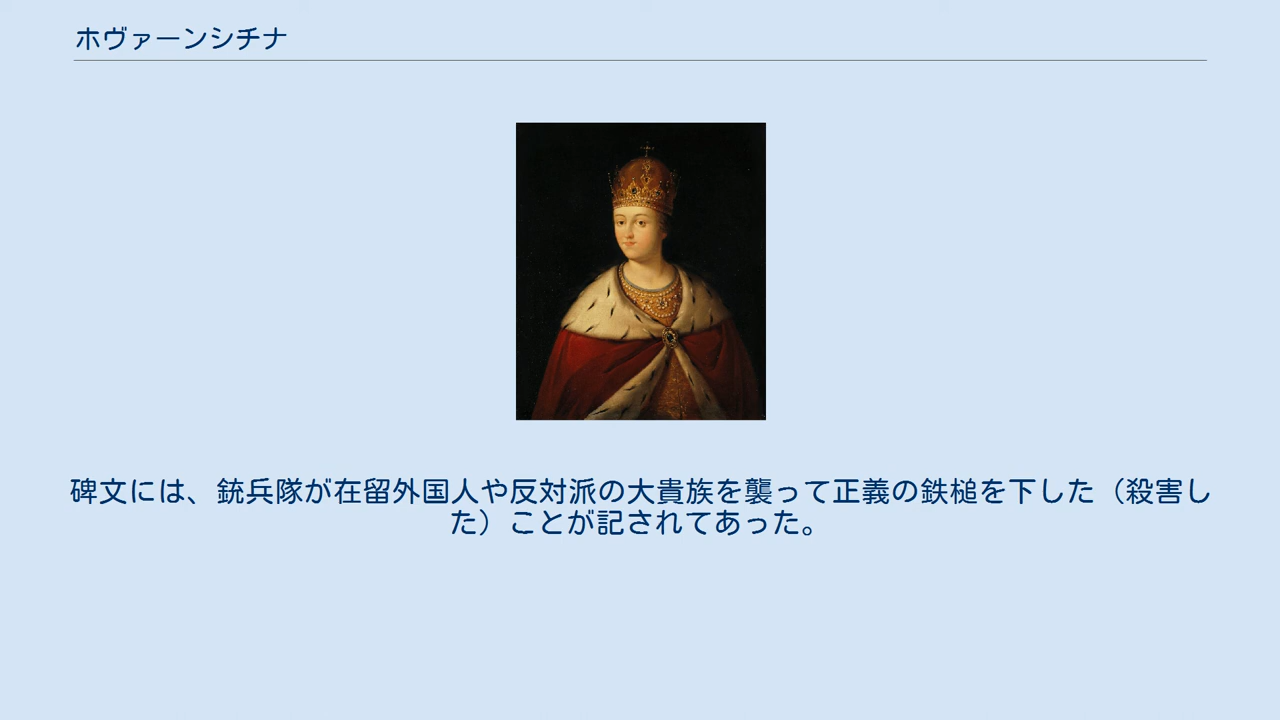 ホヴァーンシチナ
碑文には、銃兵隊が在留外国人や反対派の大貴族を襲って正義の鉄槌を下した（殺害し
た）ことが記されてあった。